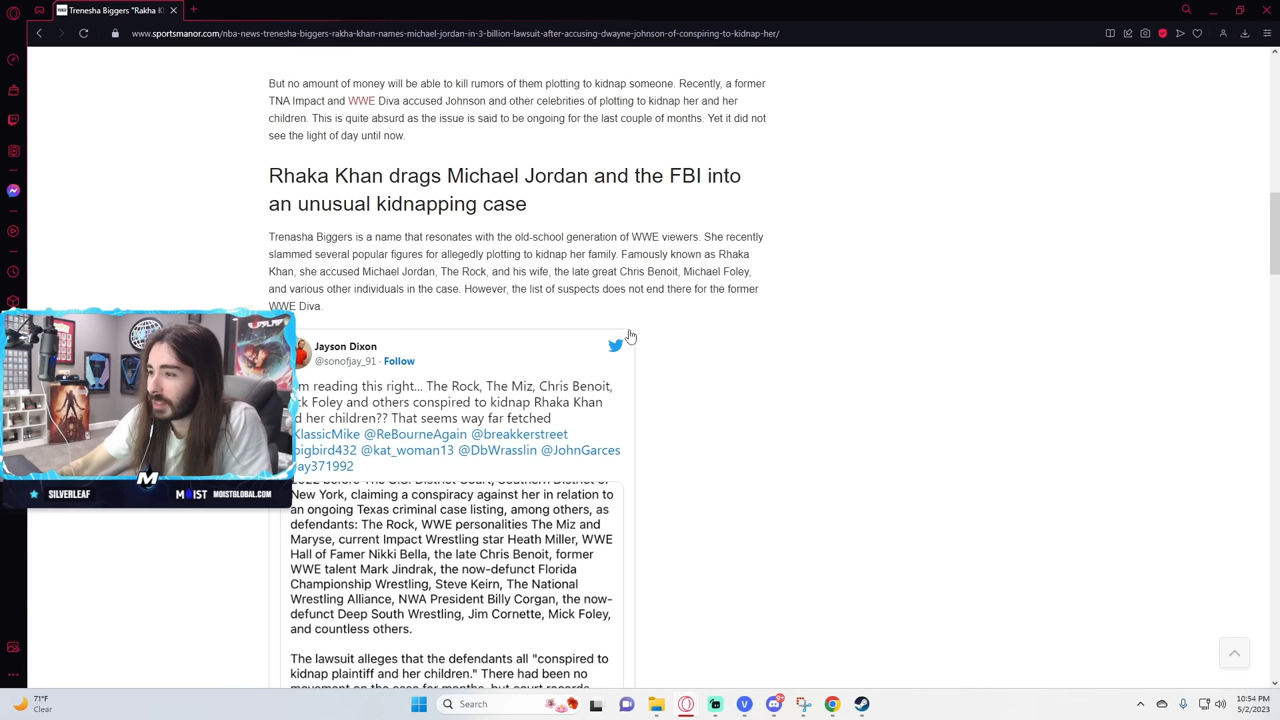 Trenesha Biggers "Rakha K
www.sportsmanor.com/nba-news-trenesha-biggers-rakha-khan-names-michael-jordan-in-3-billion-lawsuit-after-accusing-dwayne-johnson-of-conspiring-to-kidnap-her/
But no amount of money will be able to kill rumors of them plotting to kidnap someone. Recently, a former
TNA Impact and WWE Diva accused Johnson and other celebrities of plotting to kidnap her and her
children. This is quite absurd as the issue is said to be ongoing for the last couple of months. Yet it did not
see the light of day until now.
Rhaka Khan drags Michael Jordan and the FBI into
an unusual kidnapping case
Trenasha Biggers is a name that resonates with the old-school generation of WWE viewers. She recently
slammed several popular figures for allegedly plotting to kidnap her family. Famously known as Rhaka
Khan, she accused Michael Jordan, The Rock, and his wife, the late great Chris Benoit, Michael Foley,
and various other individuals in the case. However, the list of suspects does not end there for the former
WWE Diva.
Jayson Dixon
@sonofjay_91 · Follow
m reading this right... The Rock, The Miz, Chris Benoit,
ck Foley and others conspired to kidnap Rhaka Khan
d her children?? That seems way far fetched
KlassicMike @ReBourneAgain @breakkerstreet
bigbird432 @kat_woman13 @DbWrasslin @JohnGarces
ay371992
New York, claiming a conspiracy against her in relation to
an ongoing Texas criminal case listing, among others, as
defendants: The Rock, WWE personalities The Miz and
Maryse, current Impact Wrestling star Heath Miller, WWE
Hall of Famer Nikki Bella, the late Chris Benoit, former
WWE talent Mark Jindrak, the now-defunct Florida
Championship Wrestling, Steve Keirn, The National
Wrestling Alliance, NWA President Billy Corgan, the now-
defunct Deep South Wrestling, Jim Cornette, Mick Foley,
and countless others.
The lawsuit alleges that the defendants all "conspired to
kidnap plaintiff and her children." There had been no
SILVERLEAF
MOIST MOISTGLOBAL.COM
71°F
Clear
Search
10:54 PM
5/2/2023